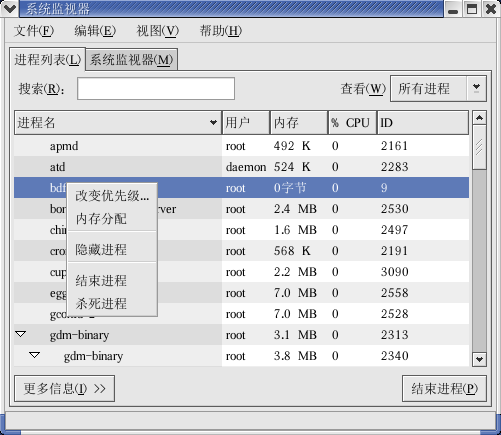 系统监视器
文件(F) 编辑(E) 视图(V) 帮助(H)
进程列表(L) 系统监视器(M)
搜索(R): 查看(W) 所有进程
进程名 用户 内存 % CPU ID
apmd root 492 K 0 2161
atd daemon 524 K 0 2283
root 0字节 0 9
root 2.4 MB 0 2530
root 1.6 MB 0 2497
root 568 K 0 2191
root 2.2 MB 0 3090
root 7.0 MB 0 2558
root 7.0 MB 0 2528
gdm-binary root 3.1 MB 0 2313
gdm-binary root 3.8 MB 0 2340
改变优先级...
内存分配
隐藏进程
结束进程
杀死进程
更多信息(I) >> 结束进程(P)